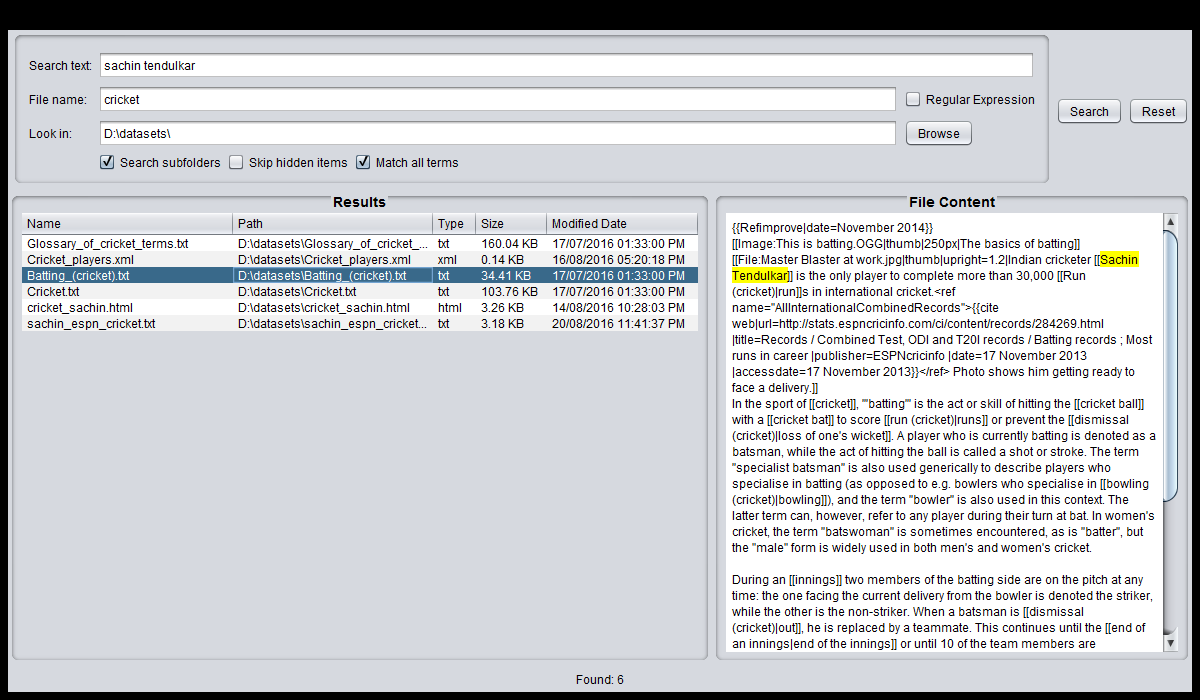 Search text: sachin tendulkar
File name: cricket Regular Expression Search Reset
Look in: D:\datasets\ Browse
Search subfolders Skip hidden items Match all terms
Results
Name Path Type Size Modified Date
Glossary_of_cricket_terms.txt D:\datasets\Glossary_of_cricket_... txt 160.04 KB 17/07/2016 01:33:00 PM
Cricket_players.xml D:\datasets\Cricket_players.xml xml 0.14 KB 16/08/2016 05:20:18 PM
Batting_(cricket).txt D:\datasets\Batting_(cricket).txt txt 34.41 KB 17/07/2016 01:33:00 PM
Cricket.txt D:\datasets\Cricket.txt txt 103.76 KB 17/07/2016 01:33:00 PM
cricket_sachin.html D:\datasets\cricket_sachin.html html 3.26 KB 14/08/2016 10:28:03 PM
sachin_espn_cricket.txt D:\datasets\sachin_espn_cricket... txt 3.18 KB 20/08/2016 11:41:37 PM
File Content
{{Refimprove|date=November 2014}}
[[Image:This is batting.OGG|thumb|250px|The basics of batting]]
[[File:Master Blaster at work.jpg|thumb|upright=1.2|Indian cricketer [[Sachin
Tendulkar]] is the only player to complete more than 30,000 [[Run
(cricket)|run]]s in international cricket.<ref
name="AllInternationalCombinedRecords">{{cite
web|url=http://stats.espncricinfo.com/ci/content/records/284269.html
|title=Records / Combined Test, ODI and T20I records / Batting records ; Most
runs in career |publisher=ESPNcricinfo |date=17 November 2013
|accessdate=17 November 2013}}</ref> Photo shows him getting ready to
face a delivery.]]
In the sport of [[cricket]], '''batting''' is the act or skill of hitting the [[cricket ball]]
with a [[cricket bat]] to score [[run (cricket)|runs]] or prevent the [[dismissal
(cricket)|loss of one's wicket]]. A player who is currently batting is denoted as a
batsman, while the act of hitting the ball is called a shot or stroke. The term
"specialist batsman" is also used generically to describe players who
specialise in batting (as opposed to e.g. bowlers who specialise in [[bowling
(cricket)|bowling]]), and the term "bowler" is also used in this context. The
latter term can, however, refer to any player during their turn at bat. In women's
cricket, the term "batswoman" is sometimes encountered, as is "batter", but
the "male" form is widely used in both men's and women's cricket.
During an [[innings]] two members of the batting side are on the pitch at any
time: the one facing the current delivery from the bowler is denoted the striker,
while the other is the non-striker. When a batsman is [[dismissal
(cricket)|out]], he is replaced by a teammate. This continues until the [[end of
an innings|end of the innings]] or until 10 of the team members are
Found: 6